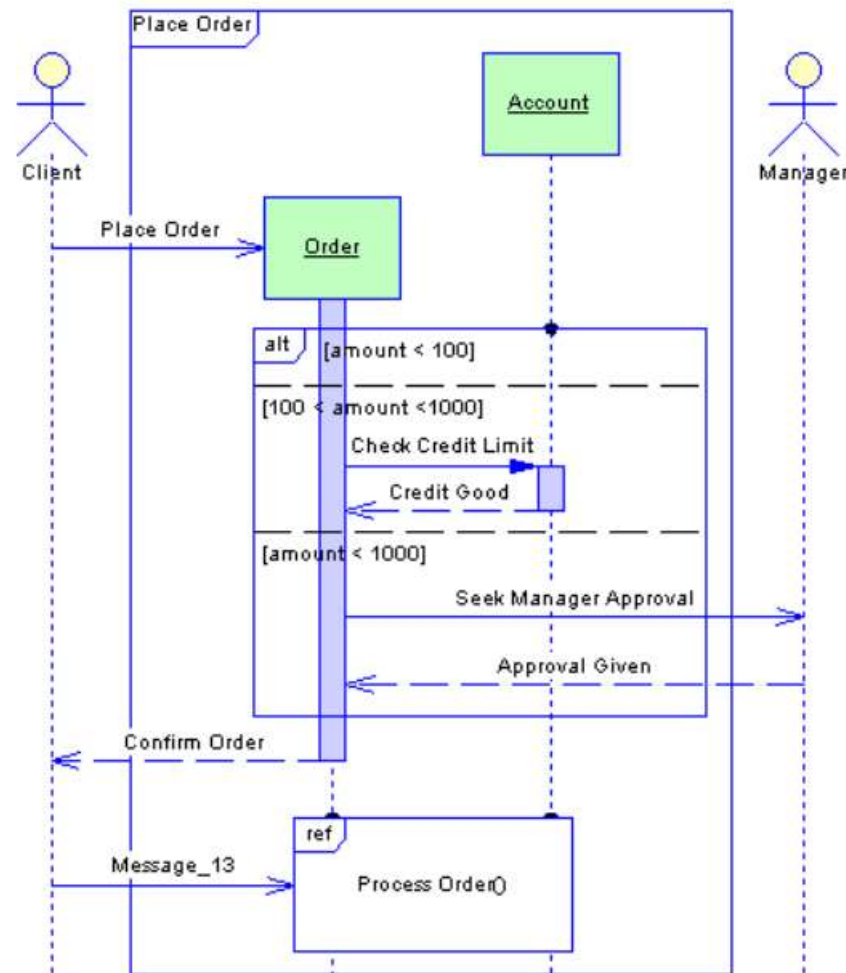 Place Order
Account
Client
Manager
Place Order
Order
alt
[amount < 100]
[100 < amount <1000]
Check Credit Limit
Credit Good
[amount < 1000]
Seek Manager Approval
Approval Given
Confirm Order
ref
Message_13
Process Order()